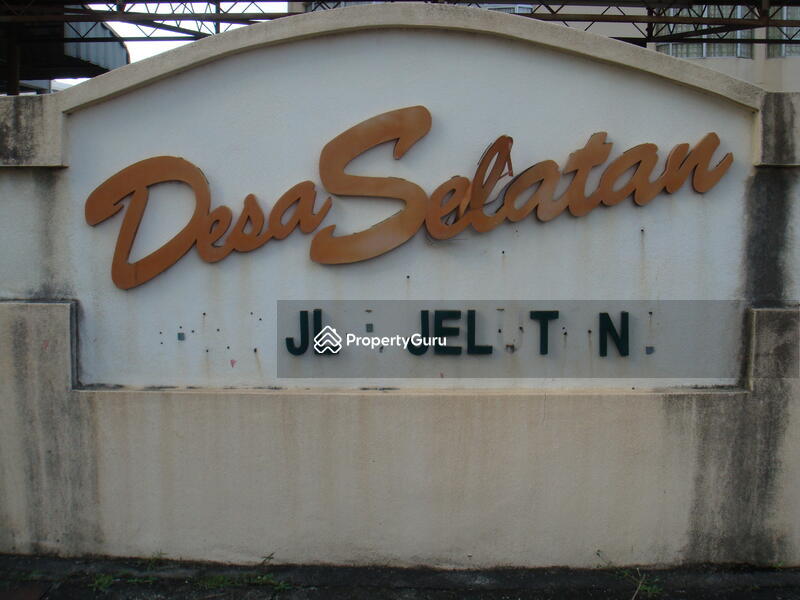 Desa Selatan
JL JEL T N
PropertyGuru